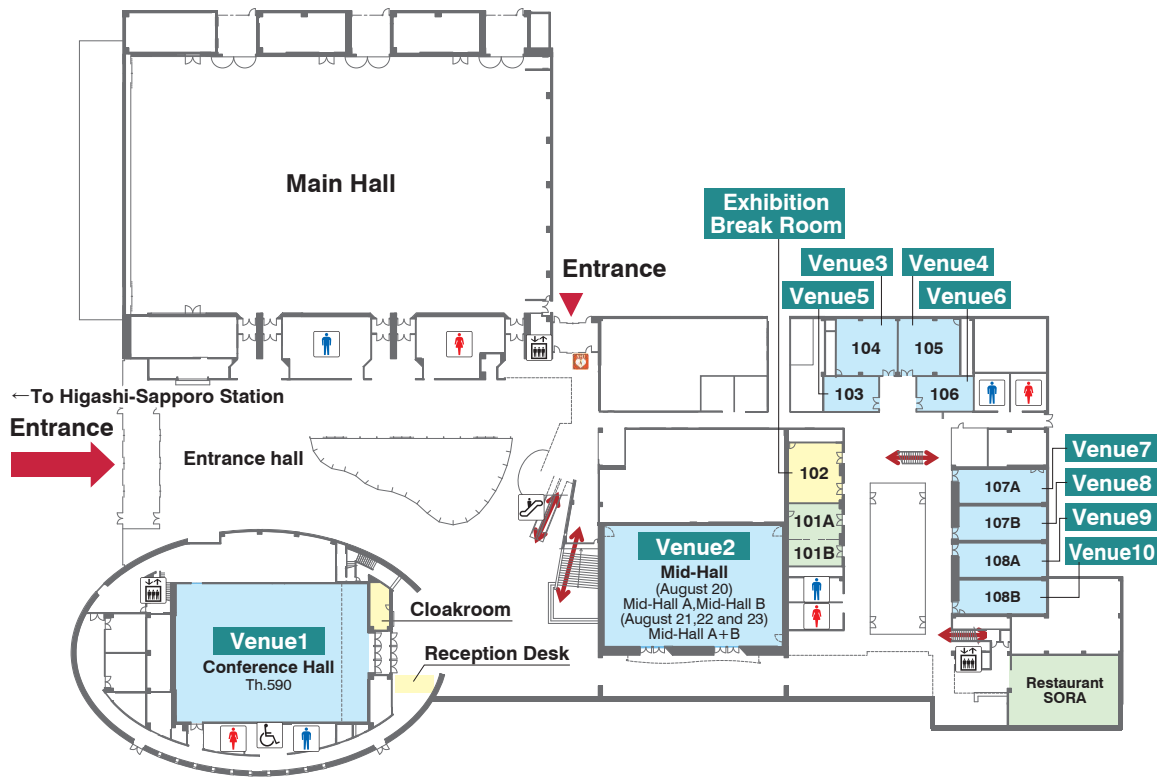 Main Hall
Exhibition
Break Room
Entrance
Venue3
Venue4
Venue5
Venue6
104
105
103
106
←To Higashi-Sapporo Station
Entrance
Entrance hall
102
101A
101B
107A
107B
108A
108B
Venue7
Venue8
Venue9
Venue10
Venue2
Mid-Hall
(August 20)
Mid-Hall A,Mid-Hall B
(August 21,22 and 23)
Mid-Hall A+B
Cloakroom
Venue1
Conference Hall
Th.590
Reception Desk
Restaurant
SORA